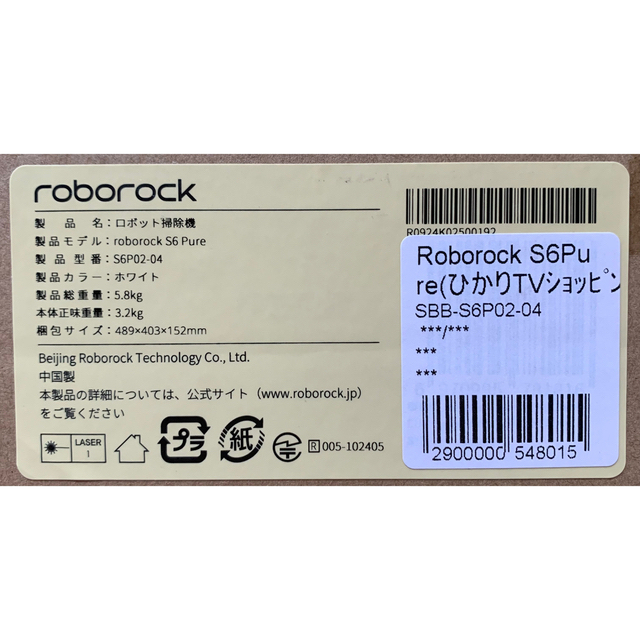 roborock
製品名：ロボット掃除機
製品モデル：roborock S6 Pure
製品型番：S6P02-04
製品カラー：ホワイト
製品総重量：5.8kg
本体正味重量：3.2kg
梱包サイズ：489×403×152mm
Beijing Roborock Technology Co., Ltd.
中国製
本製品の詳細については、公式サイト（www.roborock.jp）
をご覧ください
LASER
1
プラ
紙
R 005-102405
R0924K02500192
Roborock S6Pu
re(ひかりTVｼｮｯﾋﾟﾝ
SBB-S6P02-04
***/***
***
***
2900000 548015